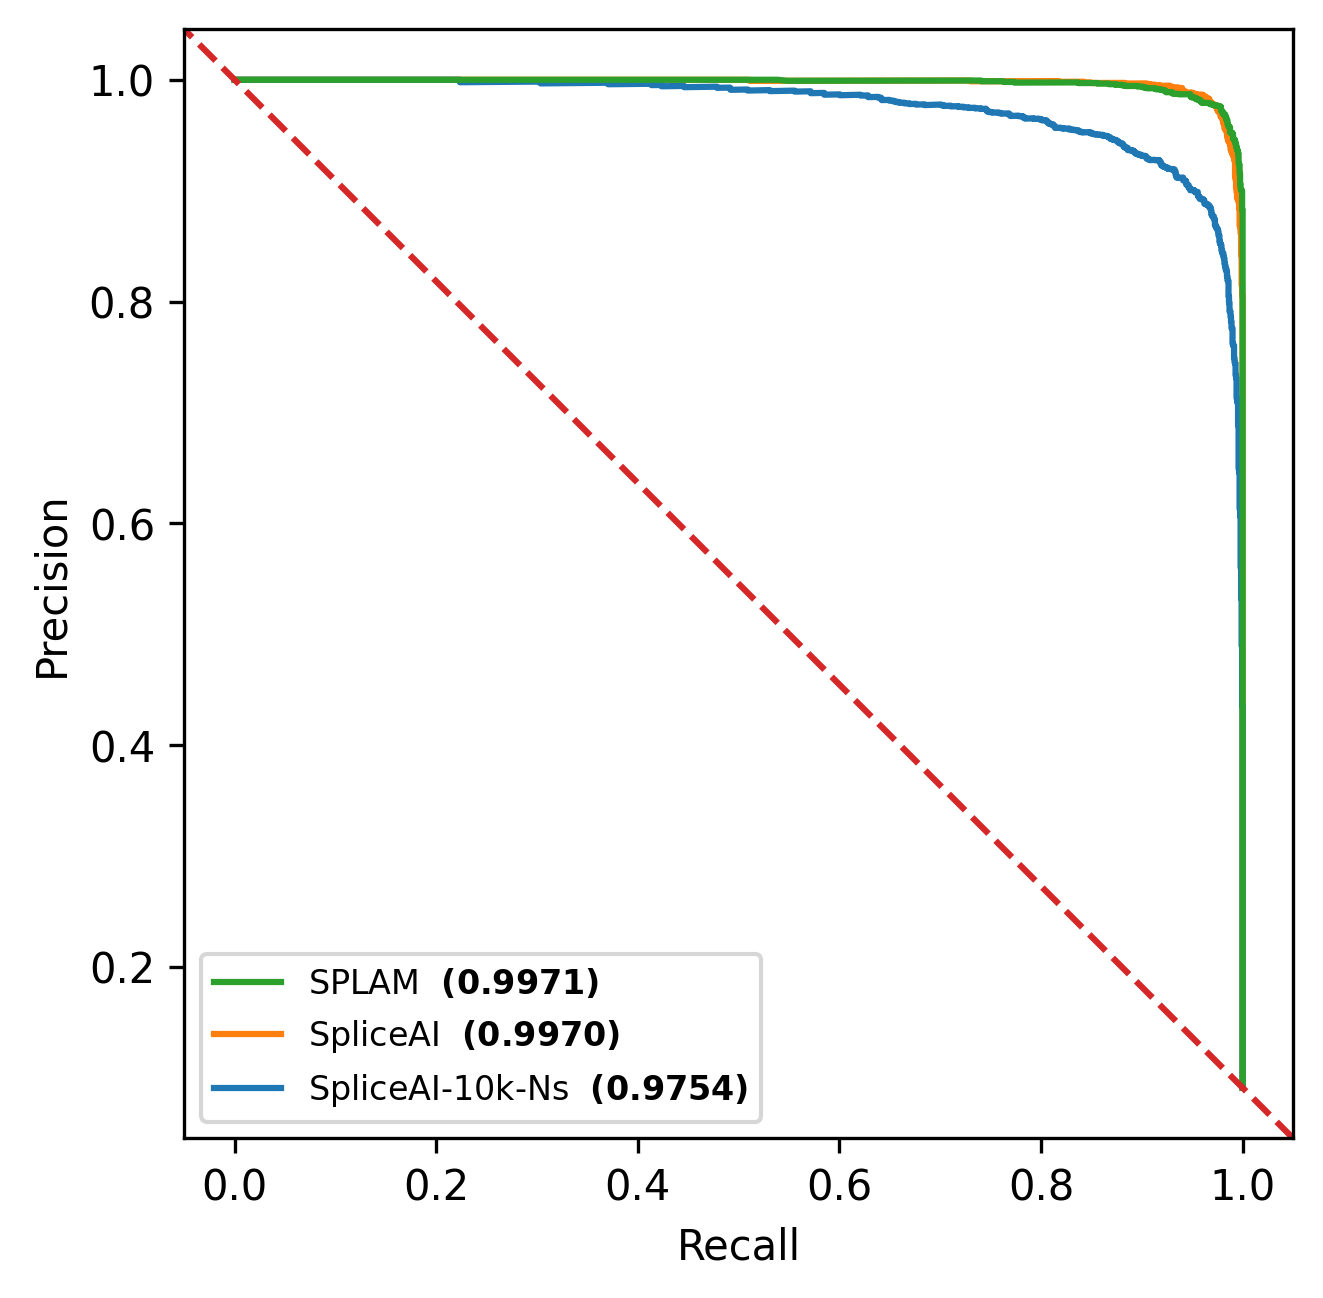 1.0
0.8
0.6
0.4
0.2
Precision
SPLAM (0.9971)
SpliceAI (0.9970)
SpliceAI-10k-Ns (0.9754)
0.0 0.2 0.4 0.6 0.8 1.0
Recall